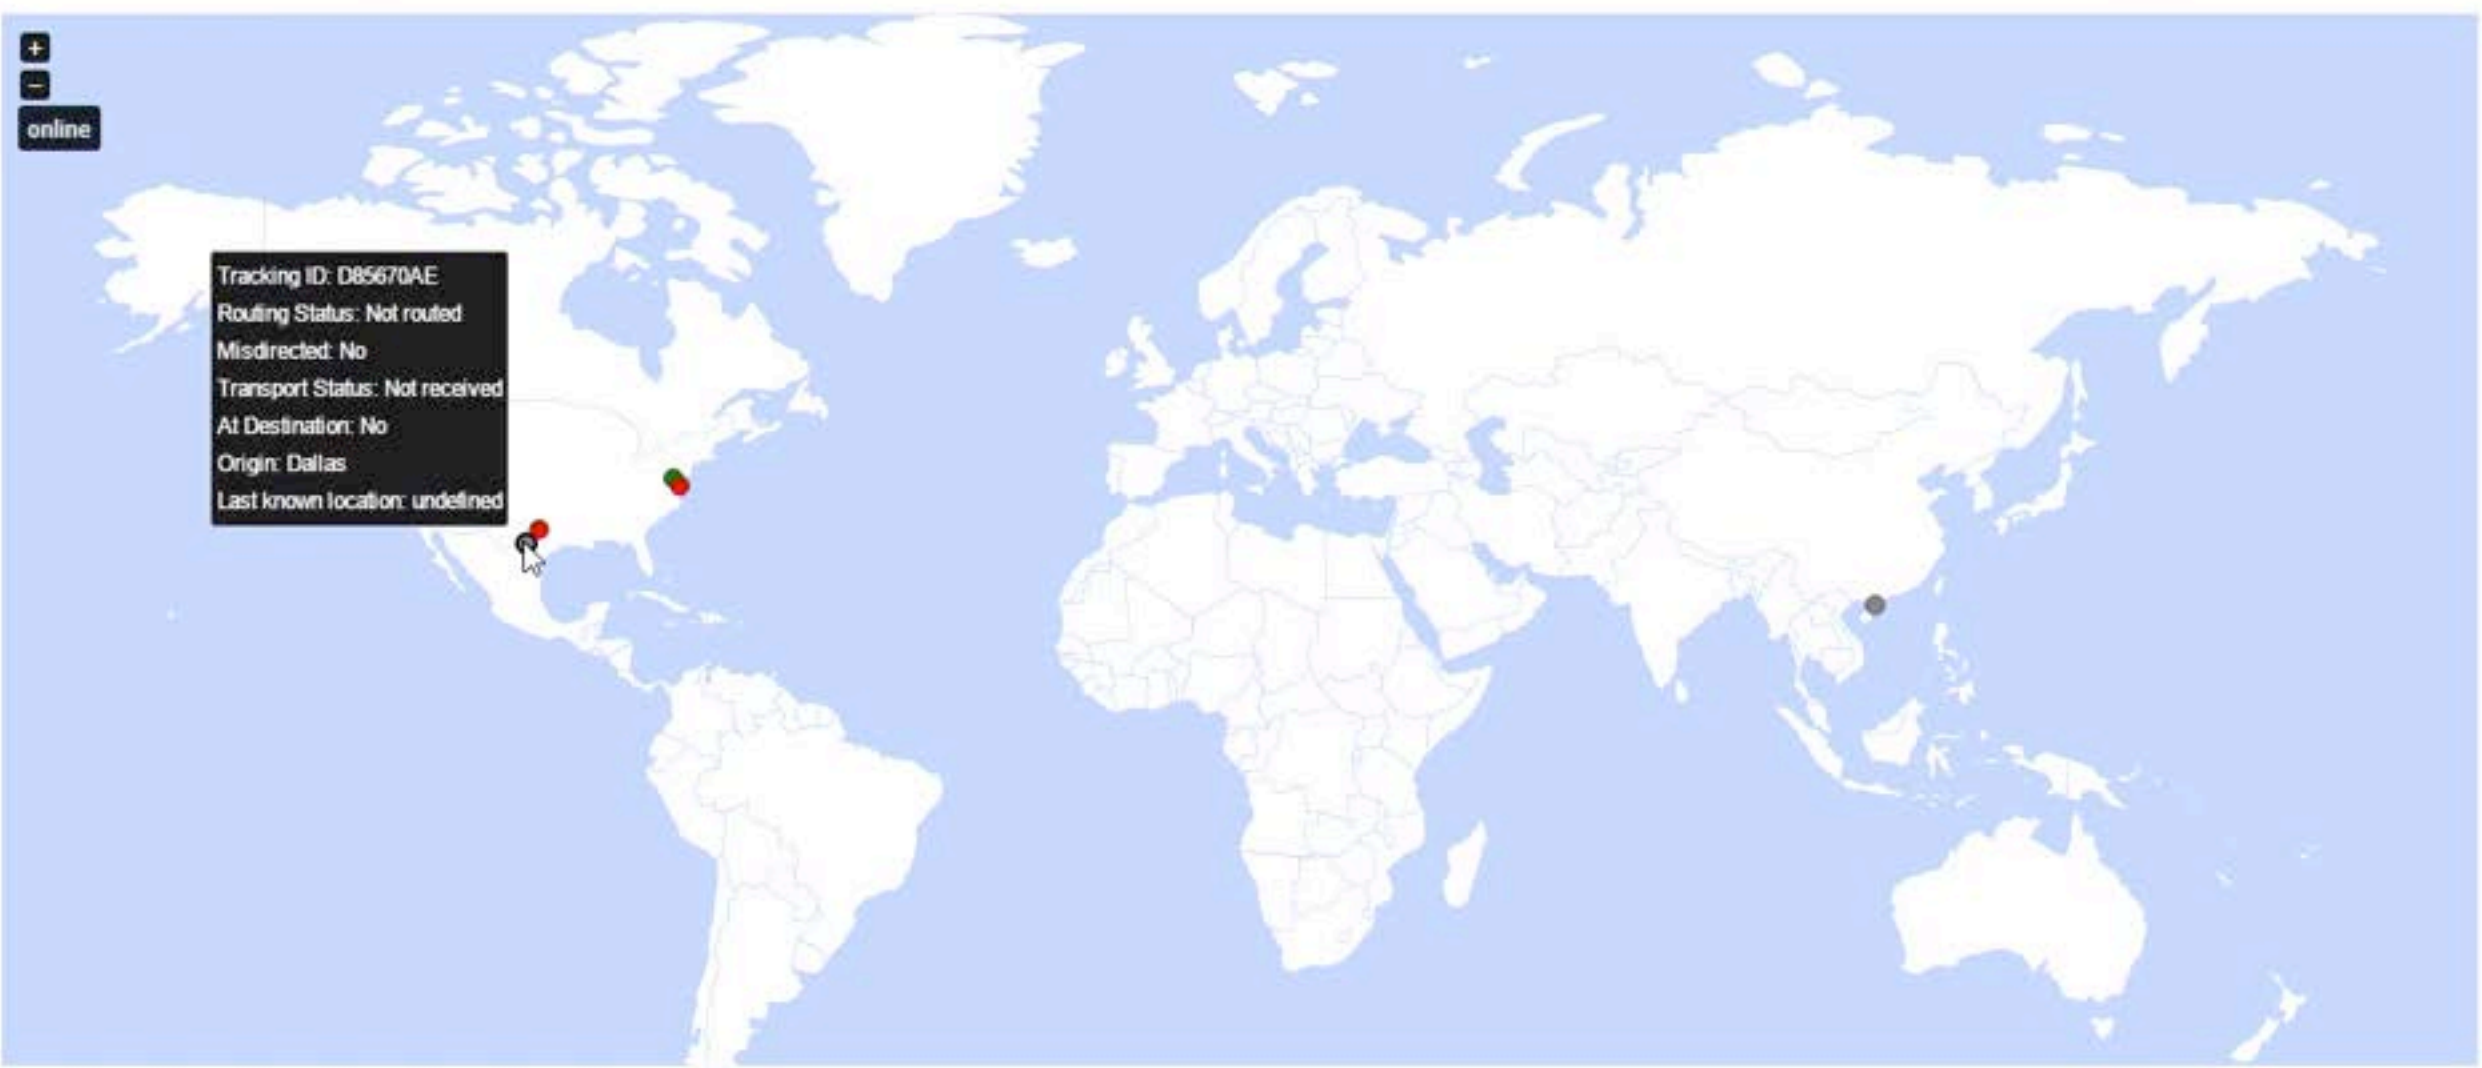 +
−
online
Tracking ID: D85670AE
Routing Status: Not routed
Misdirected: No
Transport Status: Not received
At Destination: No
Origin: Dallas
Last known location: undefined